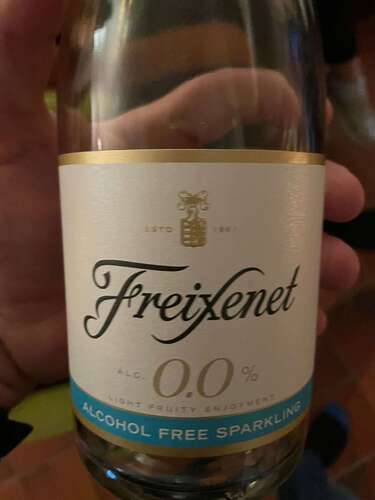 ESTD 1861
Freixenet
ALC. 0.0%
LIGHT FRUITY ENJOYMENT
ALCOHOL FREE SPARKLING